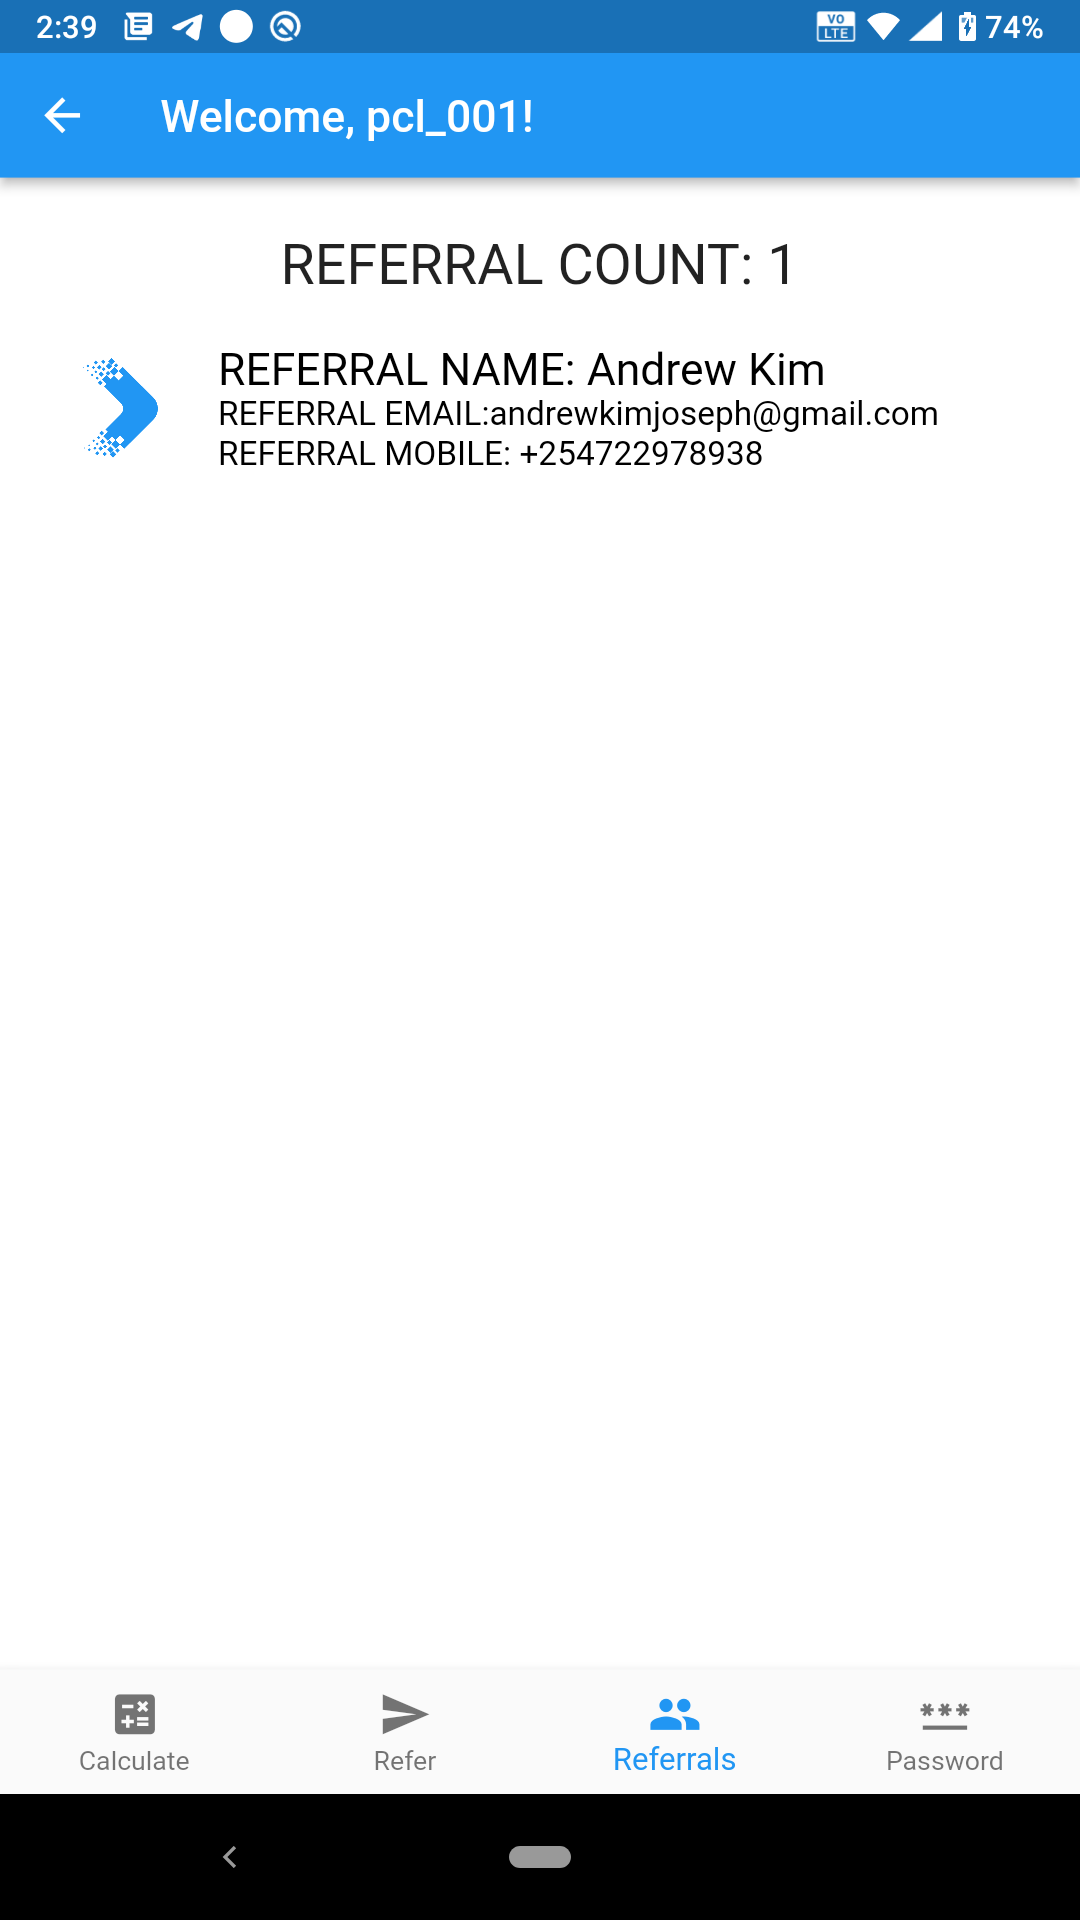 2:39
VO
LTE
74%
Welcome, pcl_001!
REFERRAL COUNT: 1
REFERRAL NAME: Andrew Kim
REFERRAL EMAIL:andrewkimjoseph@gmail.com
REFERRAL MOBILE: +254722978938
Calculate
Refer
Referrals
Password